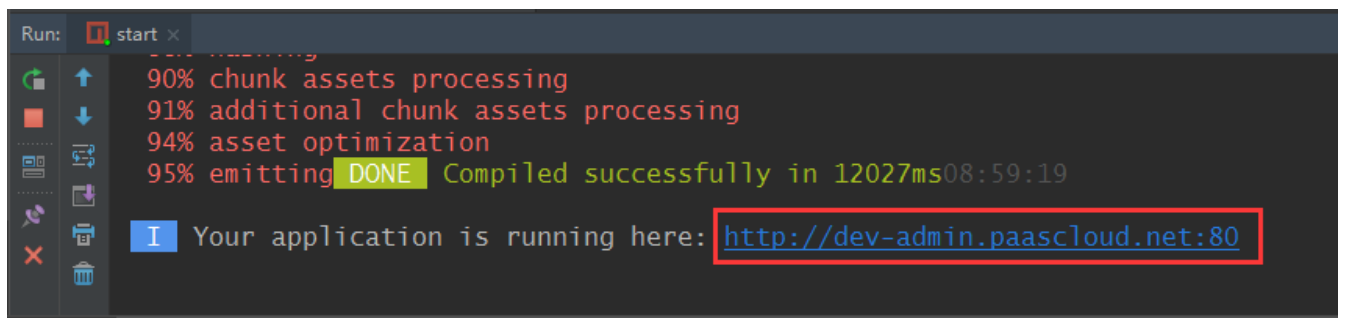 Run: start
90% chunk assets processing
91% additional chunk assets processing
94% asset optimization
95% emitting DONE Compiled successfully in 12027ms08:59:19
I Your application is running here: http://dev-admin.paascloud.net:80